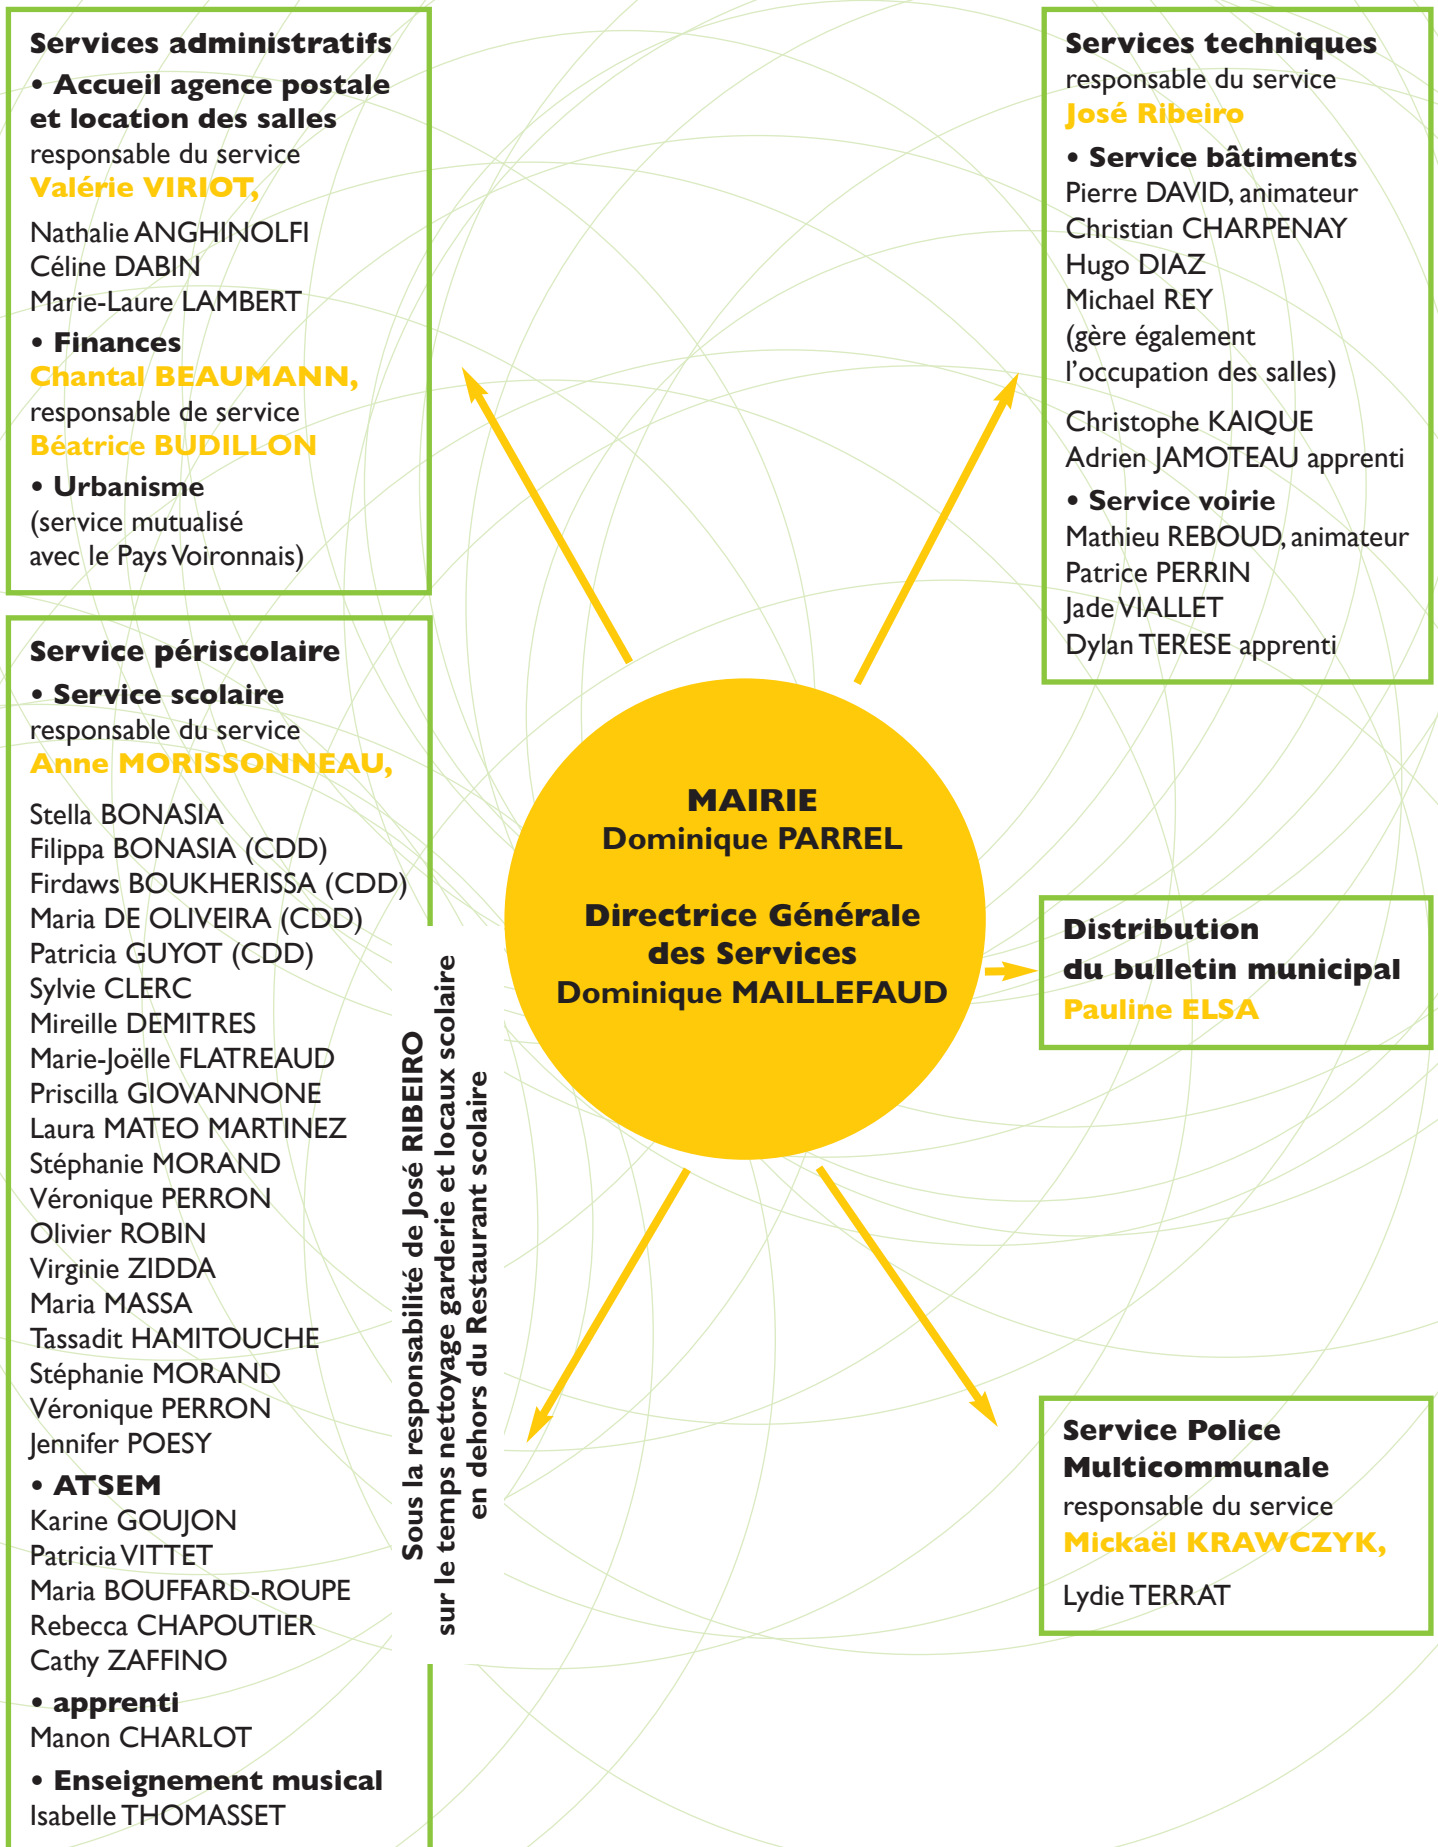 Services administratifs
• Accueil agence postale
et location des salles
responsable du service
Valérie VIRIOT,
Nathalie ANGHINOLFI
Céline DABIN
Marie-Laure LAMBERT
• Finances
Chantal BEAUMANN,
responsable de service
Béatrice BUDILLON
• Urbanisme
(service mutualisé
avec le Pays Voironnais)
Service périscolaire
• Service scolaire
responsable du service
Anne MORISSONNEAU,
Stella BONASIA
Filippa BONASIA (CDD)
Firdaws BOUKHERISSA (CDD)
Maria DE OLIVEIRA (CDD)
Patricia GUYOT (CDD)
Sylvie CLERC
Mireille DEMITRES
Marie-Joëlle FLATREAUD
Priscilla GIOVANNONE
Laura MATEO MARTINEZ
Stéphanie MORAND
Véronique PERRON
Olivier ROBIN
Virginie ZIDDA
Maria MASSA
Tassadit HAMITOUCHE
Stéphanie MORAND
Véronique PERRON
Jennifer POESY
• ATSEM
Karine GOUJON
Patricia VITTET
Maria BOUFFARD-ROUPE
Rebecca CHAPOUTIER
Cathy ZAFFINO
• apprenti
Manon CHARLOT
• Enseignement musical
Isabelle THOMASSET
Sous la responsabilité de José RIBEIRO
sur le temps nettoyage garderie et locaux scolaire
en dehors du Restaurant scolaire
MAIRIE
Dominique PARREL
Directrice Générale
des Services
Dominique MAILLEFAUD
Services techniques
responsable du service
José Ribeiro
• Service bâtiments
Pierre DAVID, animateur
Christian CHARPENAY
Hugo DIAZ
Michael REY
(gère également
l'occupation des salles)
Christophe KAIQUE
Adrien JAMOTEAU apprenti
• Service voirie
Mathieu REBOUD, animateur
Patrice PERRIN
Jade VIALLET
Dylan TERESE apprenti
Distribution
du bulletin municipal
Pauline ELSA
Service Police
Multicommunale
responsable du service
Mickaël KRAWCZYK,
Lydie TERRAT